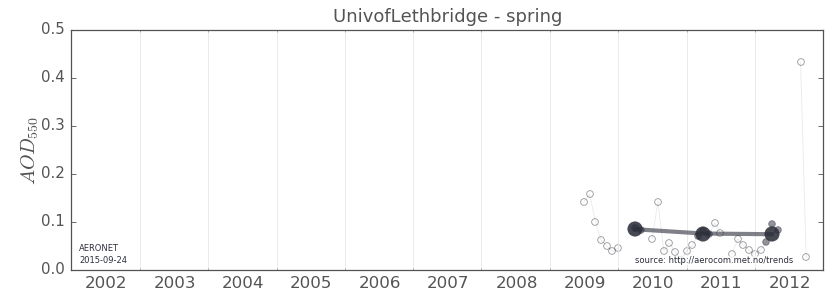 UnivofLethbridge - spring
0.5
0.4
0.3
0.2
0.1
0.0
AOD550
AERONET
2015-09-24
source: http://aerocom.met.no/trends
2002 2003 2004 2005 2006 2007 2008 2009 2010 2011 2012